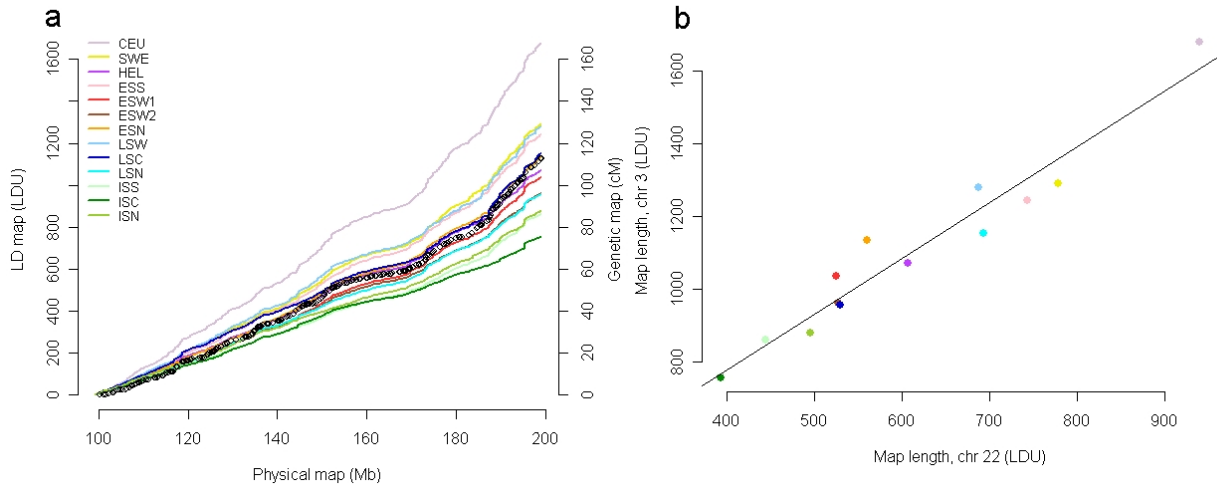 a
CEU
SWE
HEL
ESS
ESW1
ESW2
ESN
LSW
LSC
LSN
ISS
ISC
ISN
LD map (LDU)
0
200
400
600
800
1200
1600
Genetic map (cM)
0
20
40
60
80
100
120
140
160
100
120
140
160
180
200
Physical map (Mb)
b
Map length, chr 3 (LDU)
800
1000
1200
1400
1600
400
500
600
700
800
900
Map length, chr 22 (LDU)